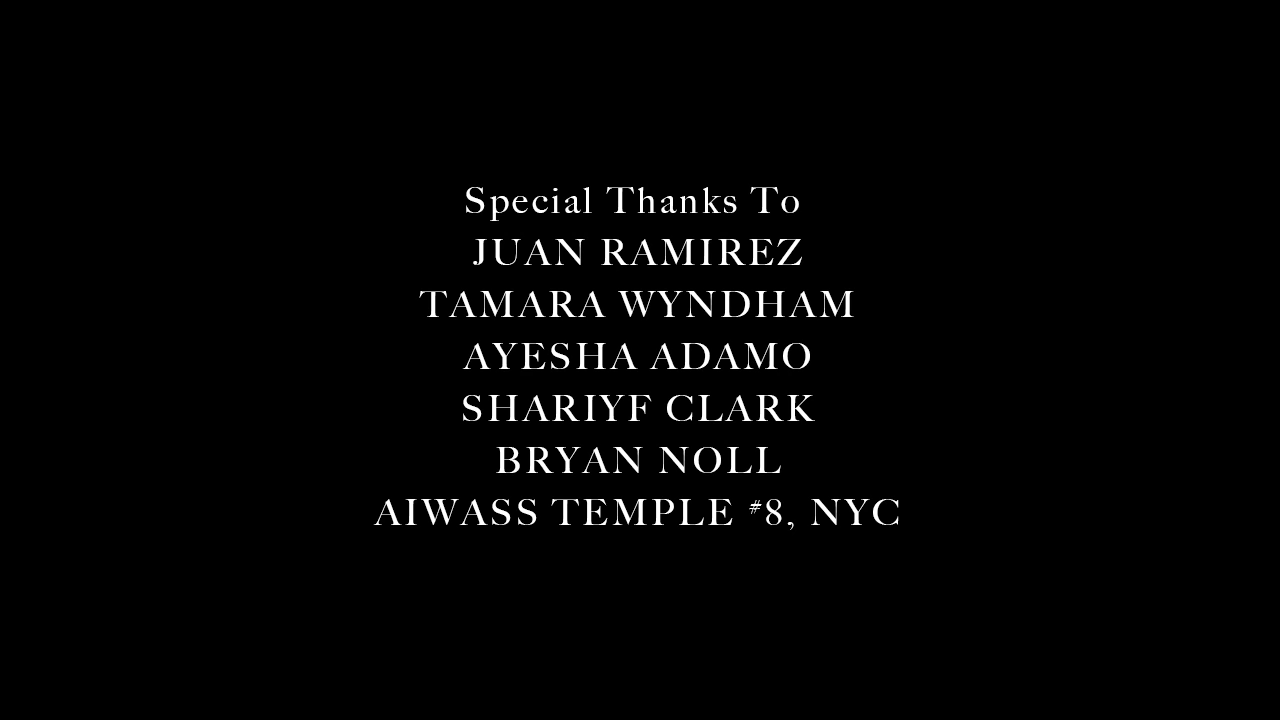 Special Thanks To
JUAN RAMIREZ
TAMARA WYNDHAM
AYESHA ADAMO
SHARIYF CLARK
BRYAN NOLL
AIWASS TEMPLE #8, NYC